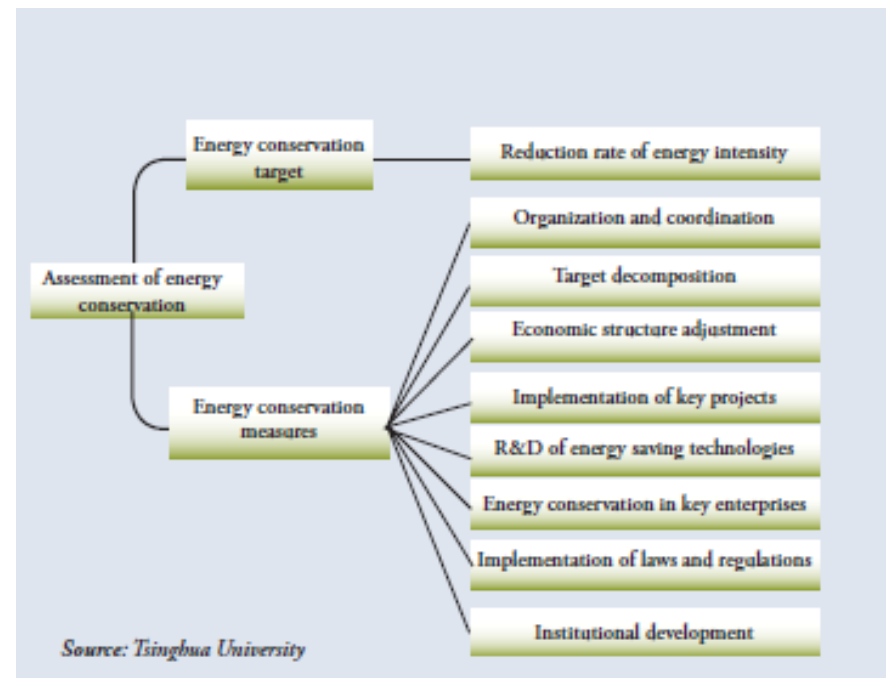 Energy conservation
target
Reduction rate of energy intensity
Organization and coordination
Target decomposition
Assessment of energy
conservation
Economic structure adjustment
Energy conservation
measures
Implementation of key projects
R&D of energy saving technologies
Energy conservation in key enterprises
Implementation of laws and regulations
Institutional development
Source: Tsinghua University